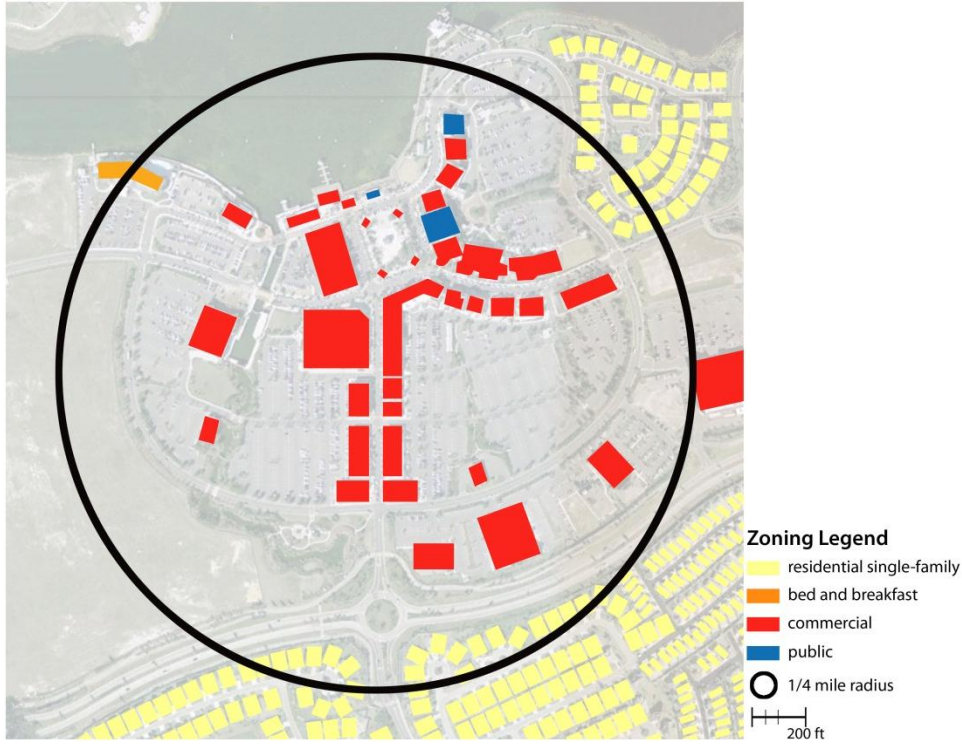 Zoning Legend
residential single-family
bed and breakfast
commercial
public
1/4 mile radius
200 ft